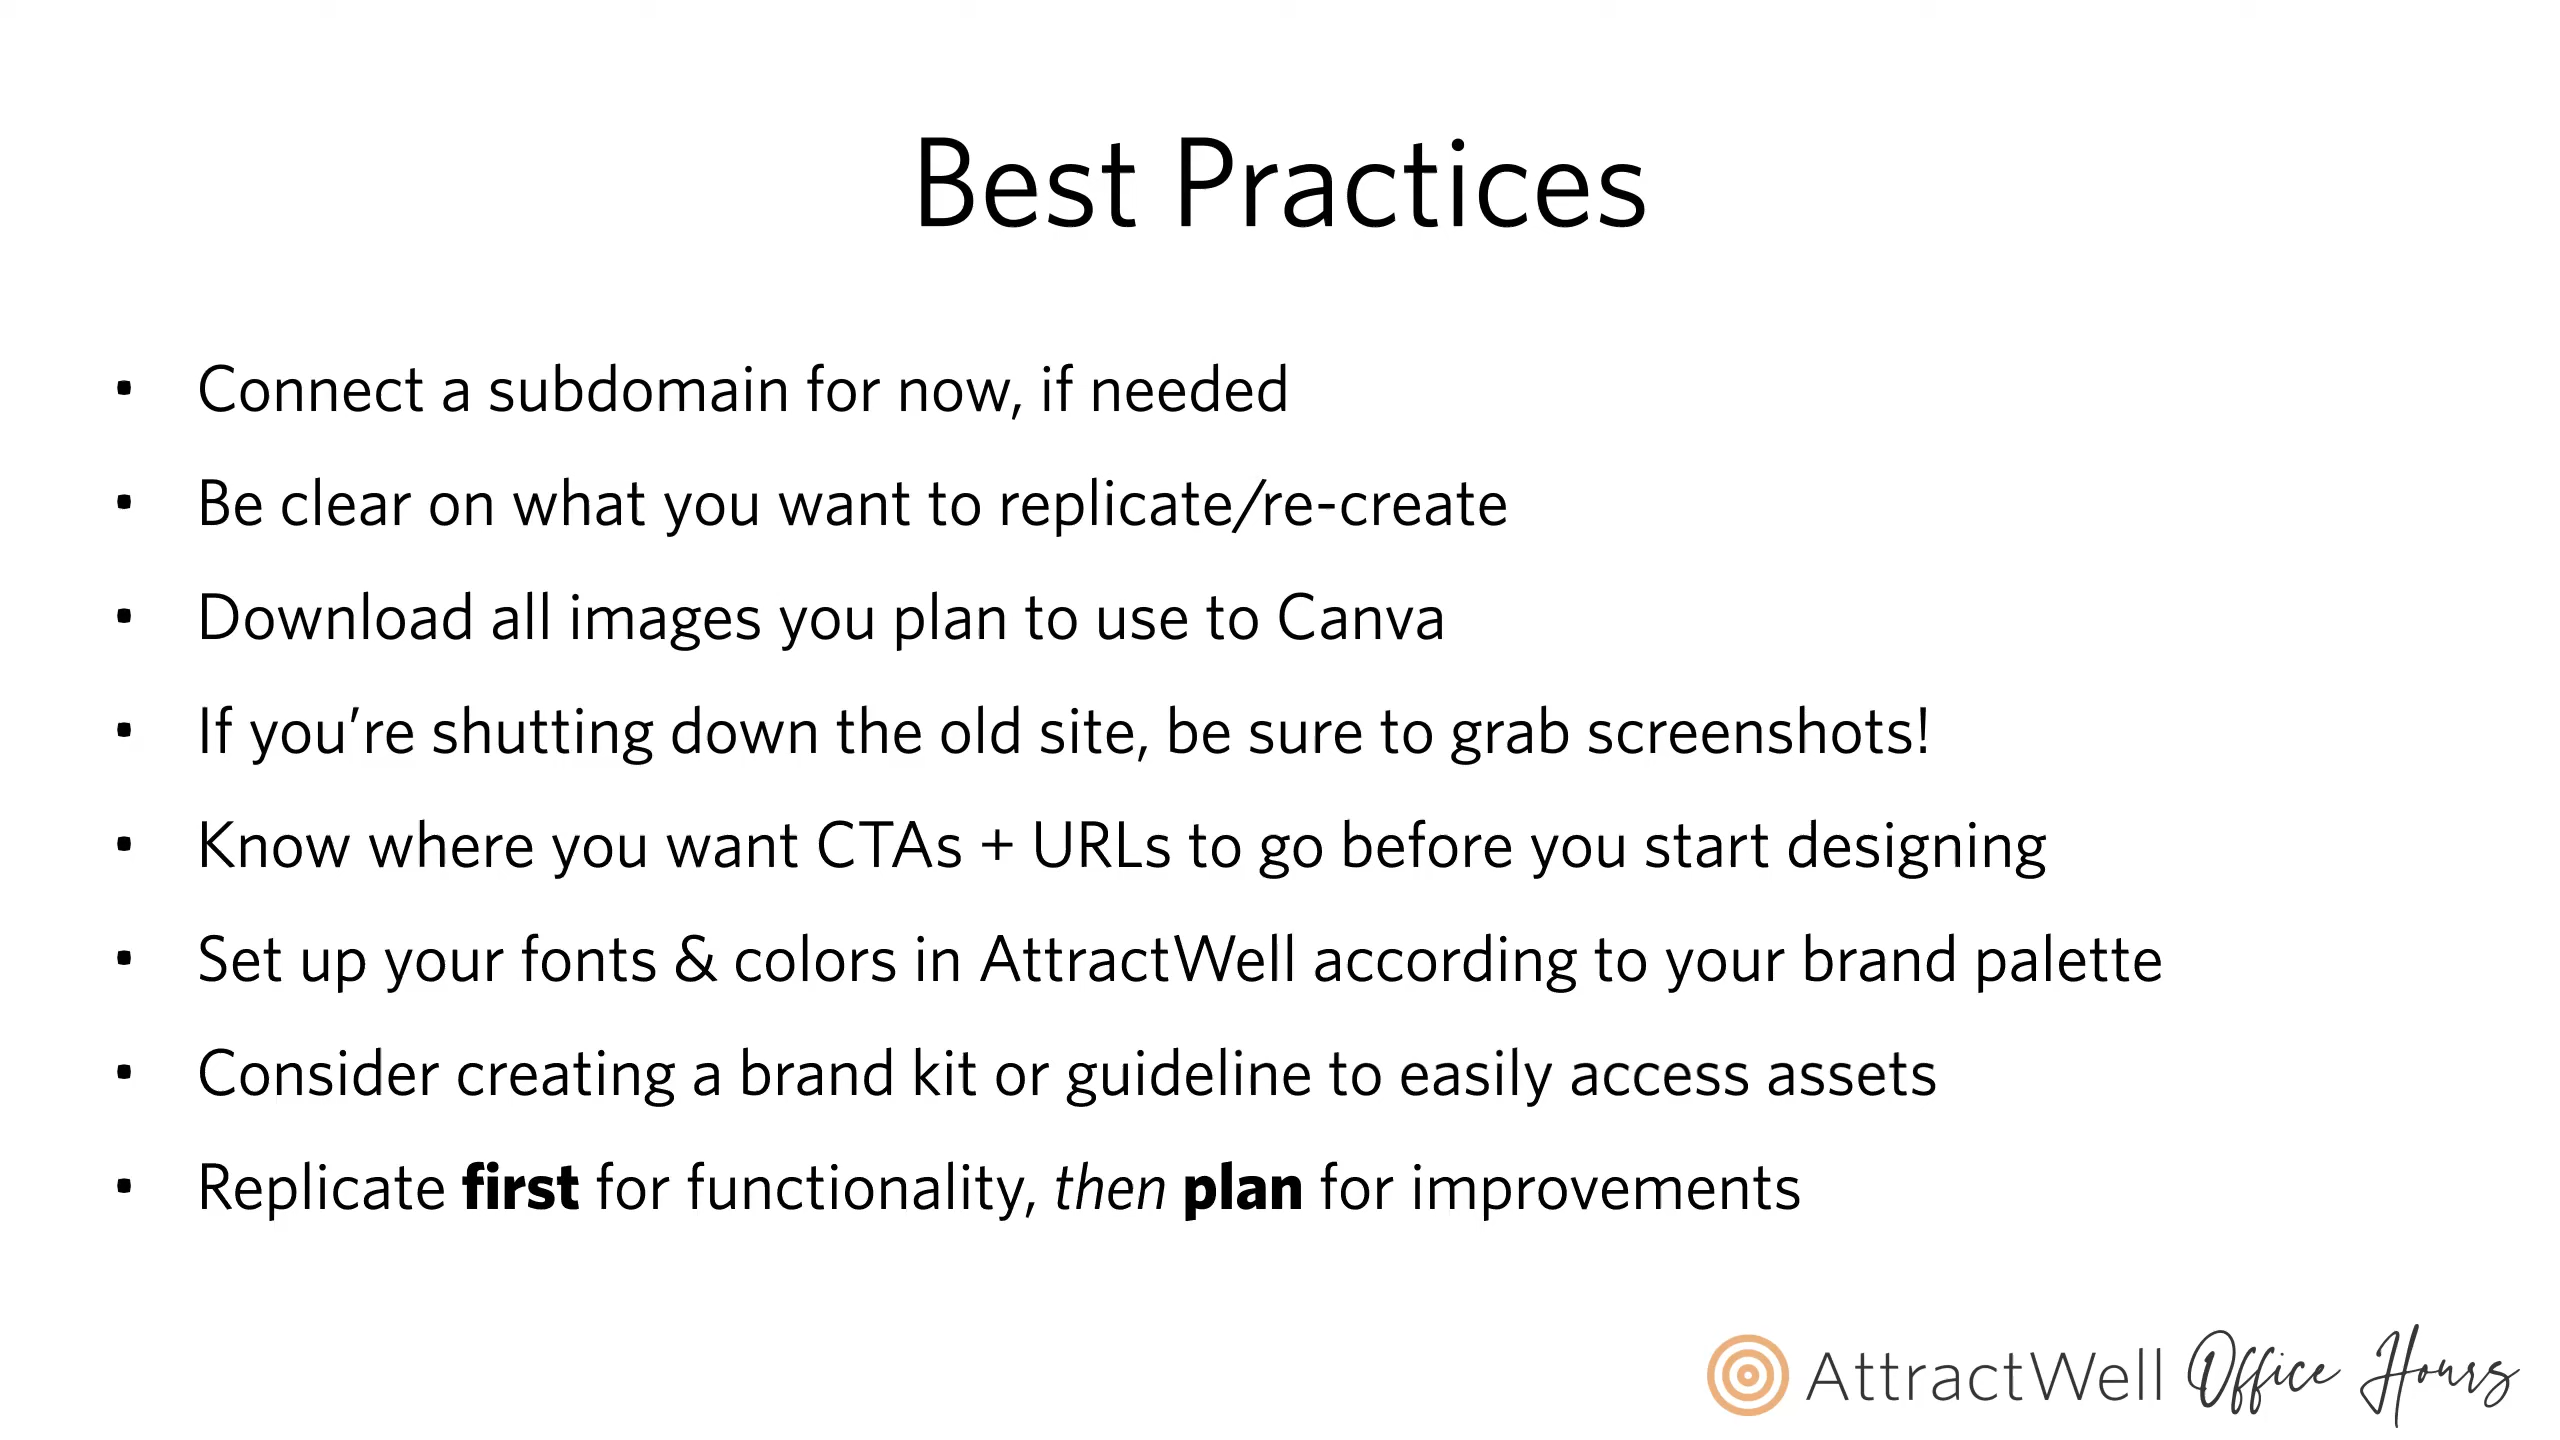 Best Practices
• Connect a subdomain for now, if needed
• Be clear on what you want to replicate/re-create
• Download all images you plan to use to Canva
• If you’re shutting down the old site, be sure to grab screenshots!
• Know where you want CTAs + URLs to go before you start designing
• Set up your fonts & colors in AttractWell according to your brand palette
• Consider creating a brand kit or guideline to easily access assets
• Replicate first for functionality, then plan for improvements
AttractWell Office Hours